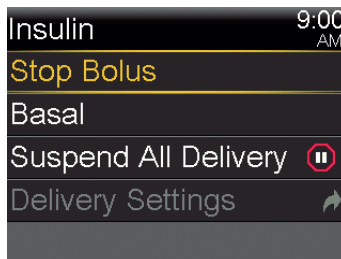 Insulin 9:00
AM
Stop Bolus
Basal
Suspend All Delivery
Delivery Settings